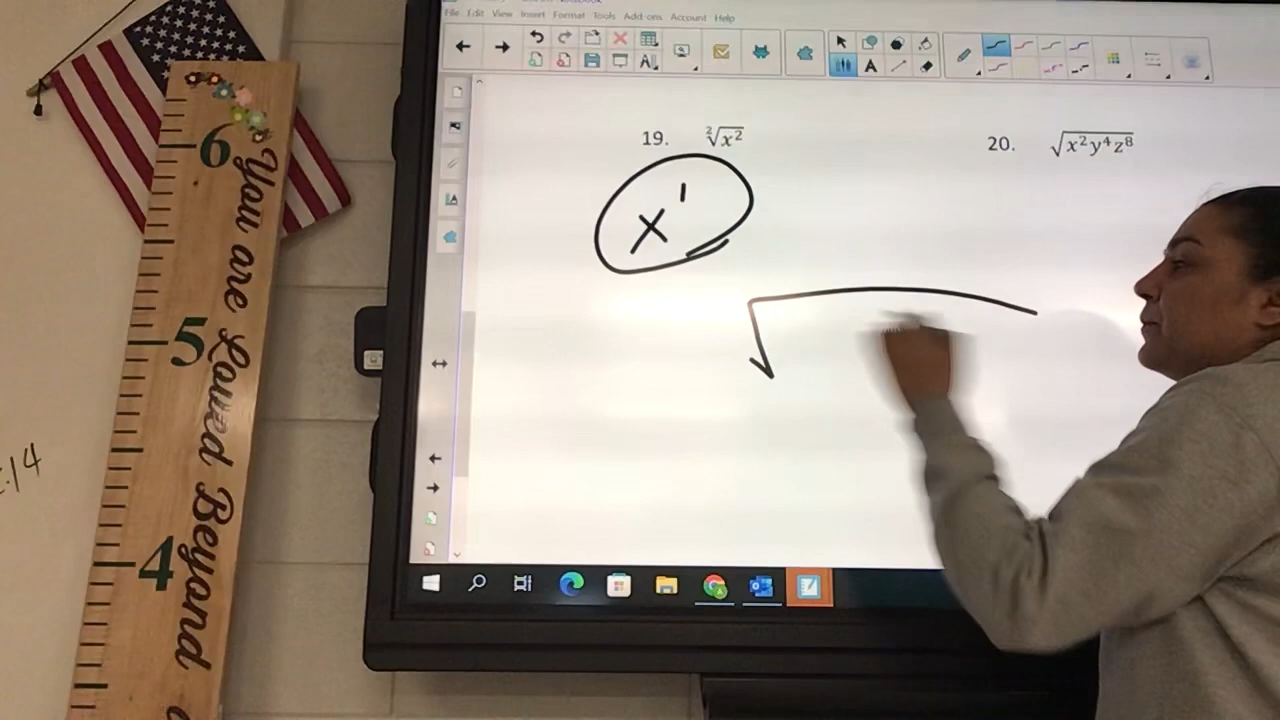 File Edit View Insert Format Tools Add-ons Account Help
19. ²√x²
20. √x²y⁴z⁸
x¹
6
5
4
You are Loved Beyond
:14